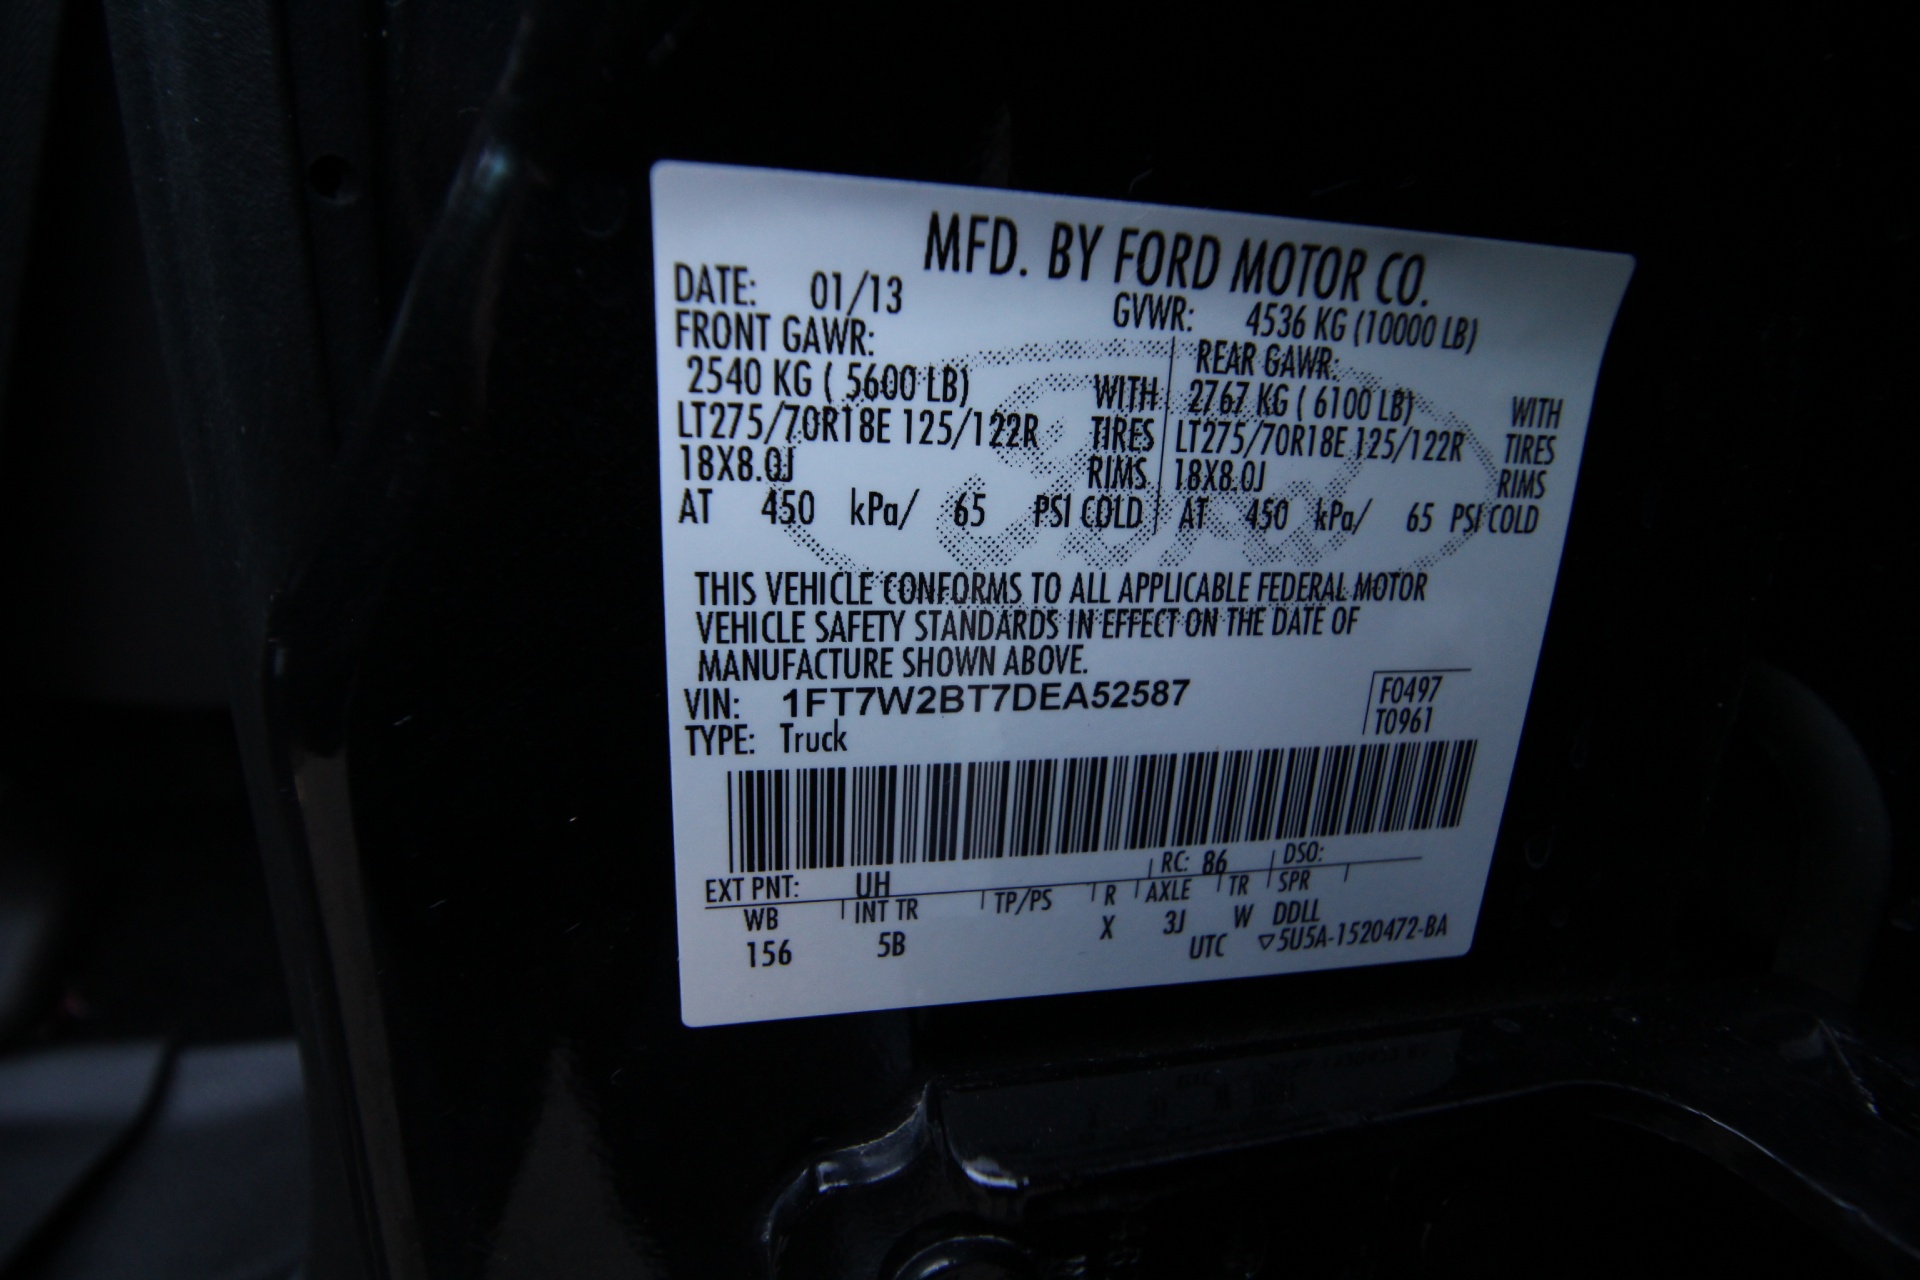 MFD. BY FORD MOTOR CO.
DATE: 01/13 GVWR: 4536 KG (10000 LB)
FRONT GAWR: REAR GAWR:
2540 KG ( 5600 LB) WITH 2767 KG ( 6100 LB) WITH
LT275/70R18E 125/122R TIRES LT275/70R18E 125/122R TIRES
18X8.0J RIMS 18X8.0J RIMS
AT 450 kPa/ 65 PSI COLD AT 450 kPa/ 65 PSI COLD
THIS VEHICLE CONFORMS TO ALL APPLICABLE FEDERAL MOTOR
VEHICLE SAFETY STANDARDS IN EFFECT ON THE DATE OF
MANUFACTURE SHOWN ABOVE.
VIN: 1FT7W2BT7DEA52587 F0497
TYPE: Truck T0961
EXT PNT: UH RC: 86 DSO:
WB INT TR TP/PS R AXLE TR SPR
156 5B X 3J W DDLL
UTC ▽5U5A-1520472-BA
Ford